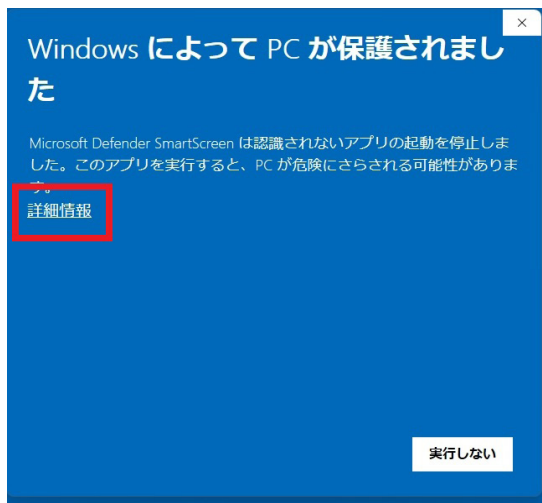 ×
Windows によって PC が保護されまし
た
Microsoft Defender SmartScreen は認識されないアプリの起動を停止しま
した。このアプリを実行すると、PC が危険にさらされる可能性がありま
す。
詳細情報
実行しない